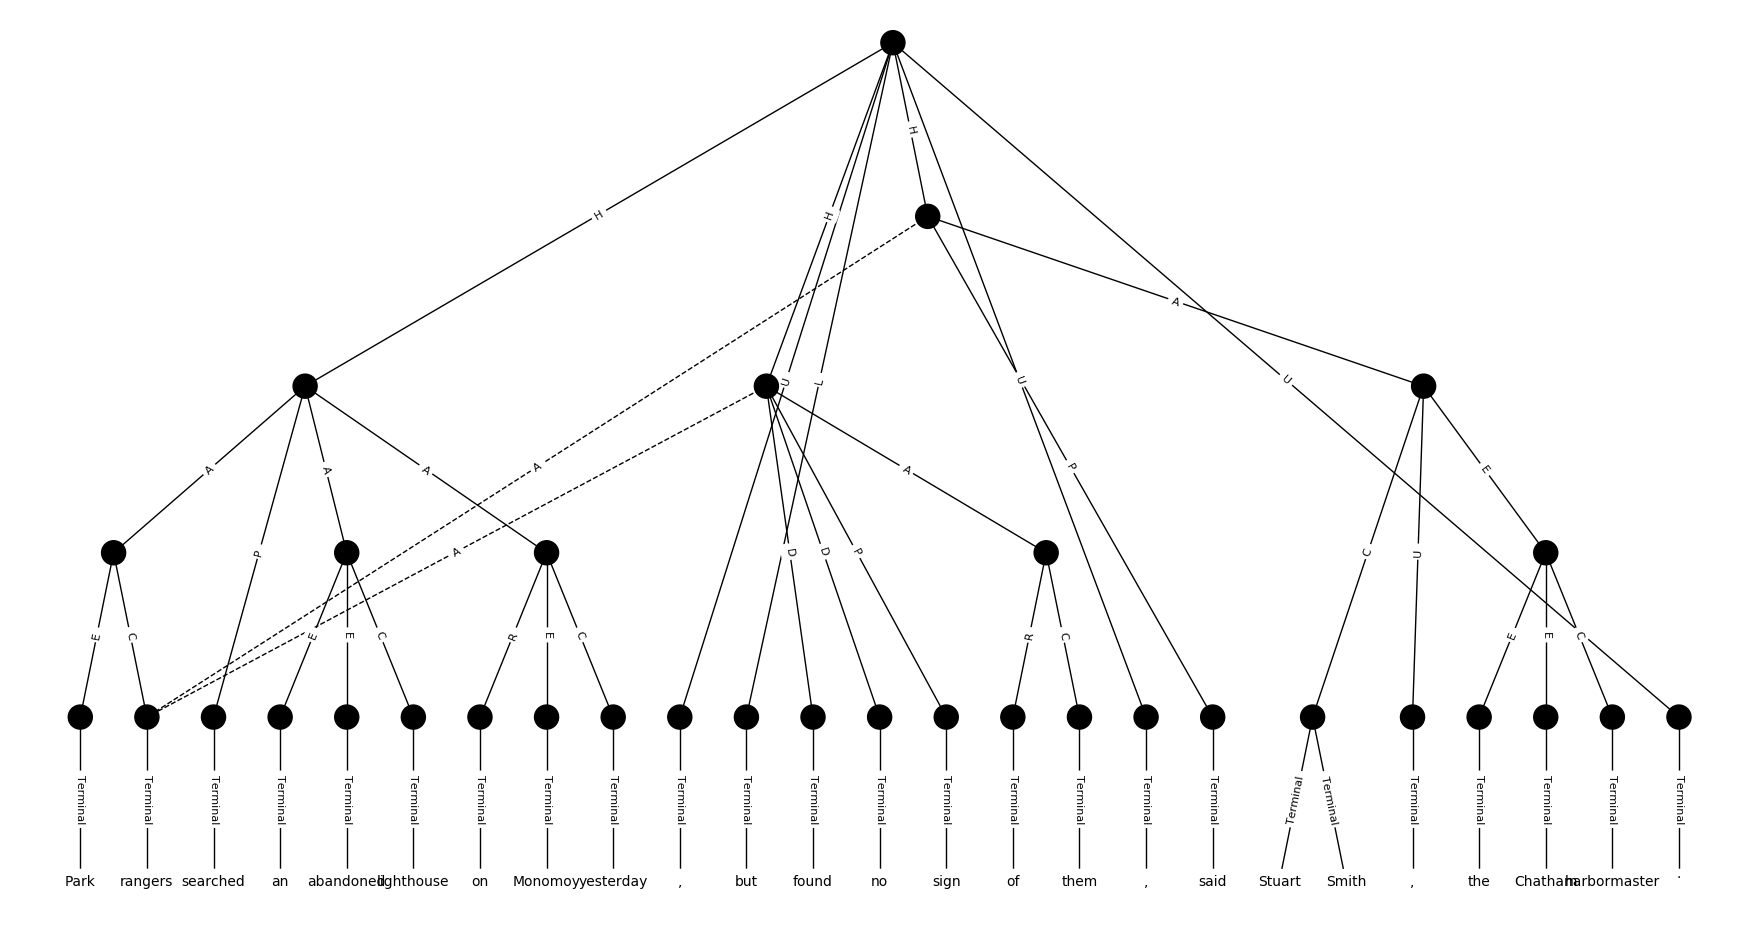 H
H
H
A
U
L
U
U
A
A
A
A
P
A
E
P
A
D
D
P
C
U
E
C
E
E
C
R
E
C
R
C
E
E
C
Terminal Terminal Terminal Terminal Terminal Terminal Terminal Terminal Terminal Terminal Terminal Terminal Terminal Terminal Terminal Terminal Terminal Terminal Terminal Terminal Terminal Terminal Terminal Terminal Terminal
Park rangers searched an abandoned lighthouse on Monomoy yesterday , but found no sign of them , said Stuart Smith , the Chatham harbormaster .